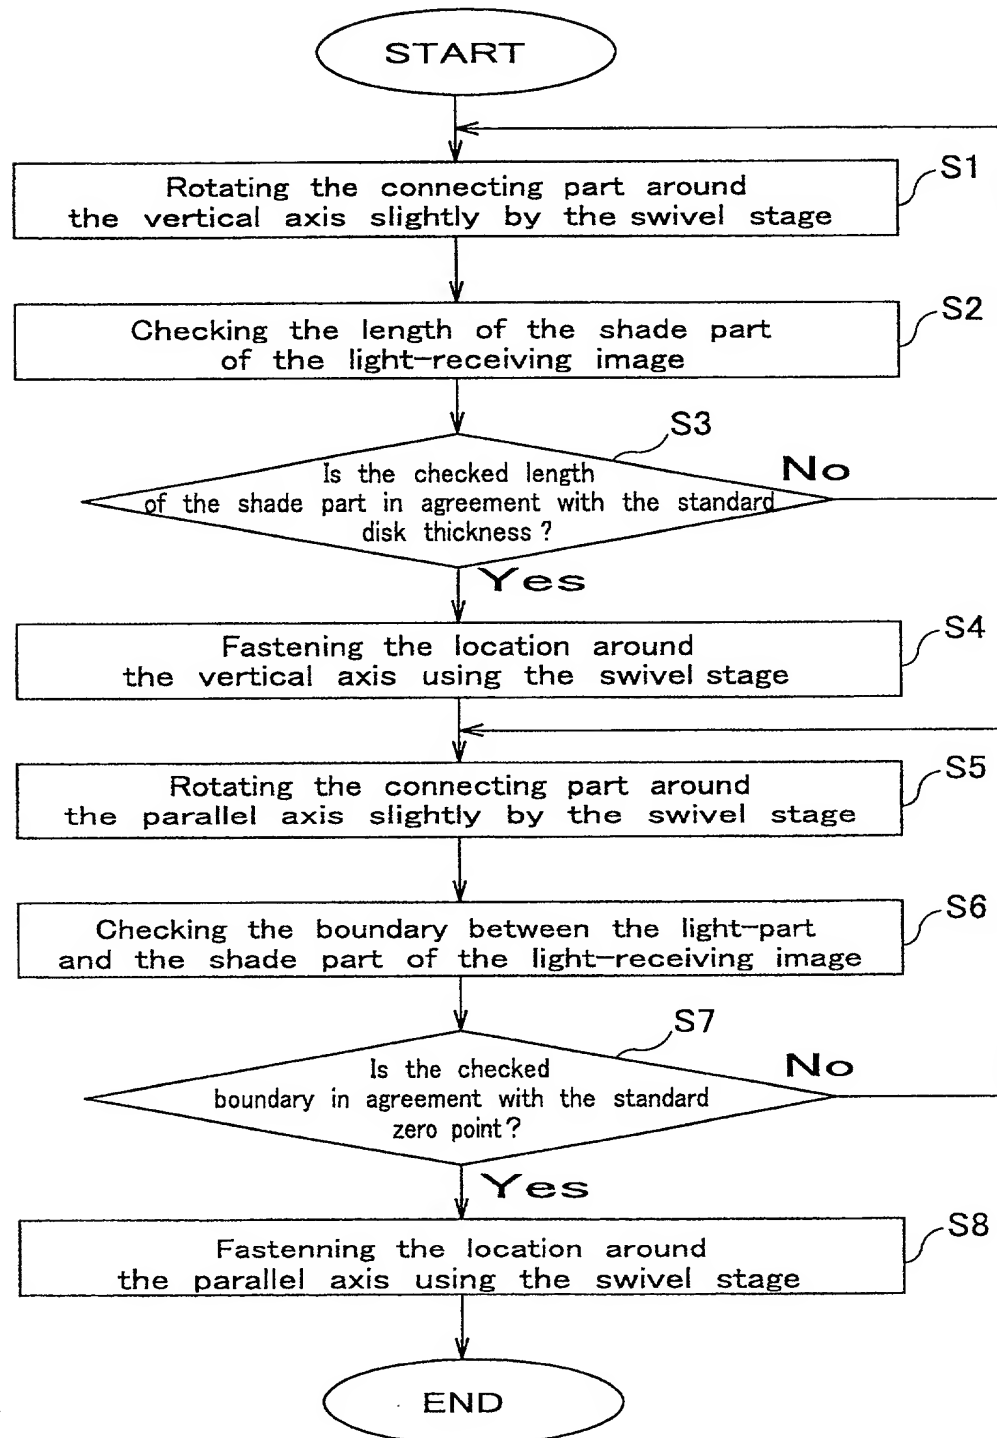 START
S1
Rotating the connecting part around
the vertical axis slightly by the swivel stage
S2
Checking the length of the shade part
of the light-receiving image
S3
Is the checked length
of the shade part in agreement with the standard
disk thickness?
No
Yes
S4
Fastening the location around
the vertical axis using the swivel stage
S5
Rotating the connecting part around
the parallel axis slightly by the swivel stage
S6
Checking the boundary between the light-part
and the shade part of the light-receiving image
S7
Is the checked
boundary in agreement with the standard
zero point?
No
Yes
S8
Fastenning the location around
the parallel axis using the swivel stage
END